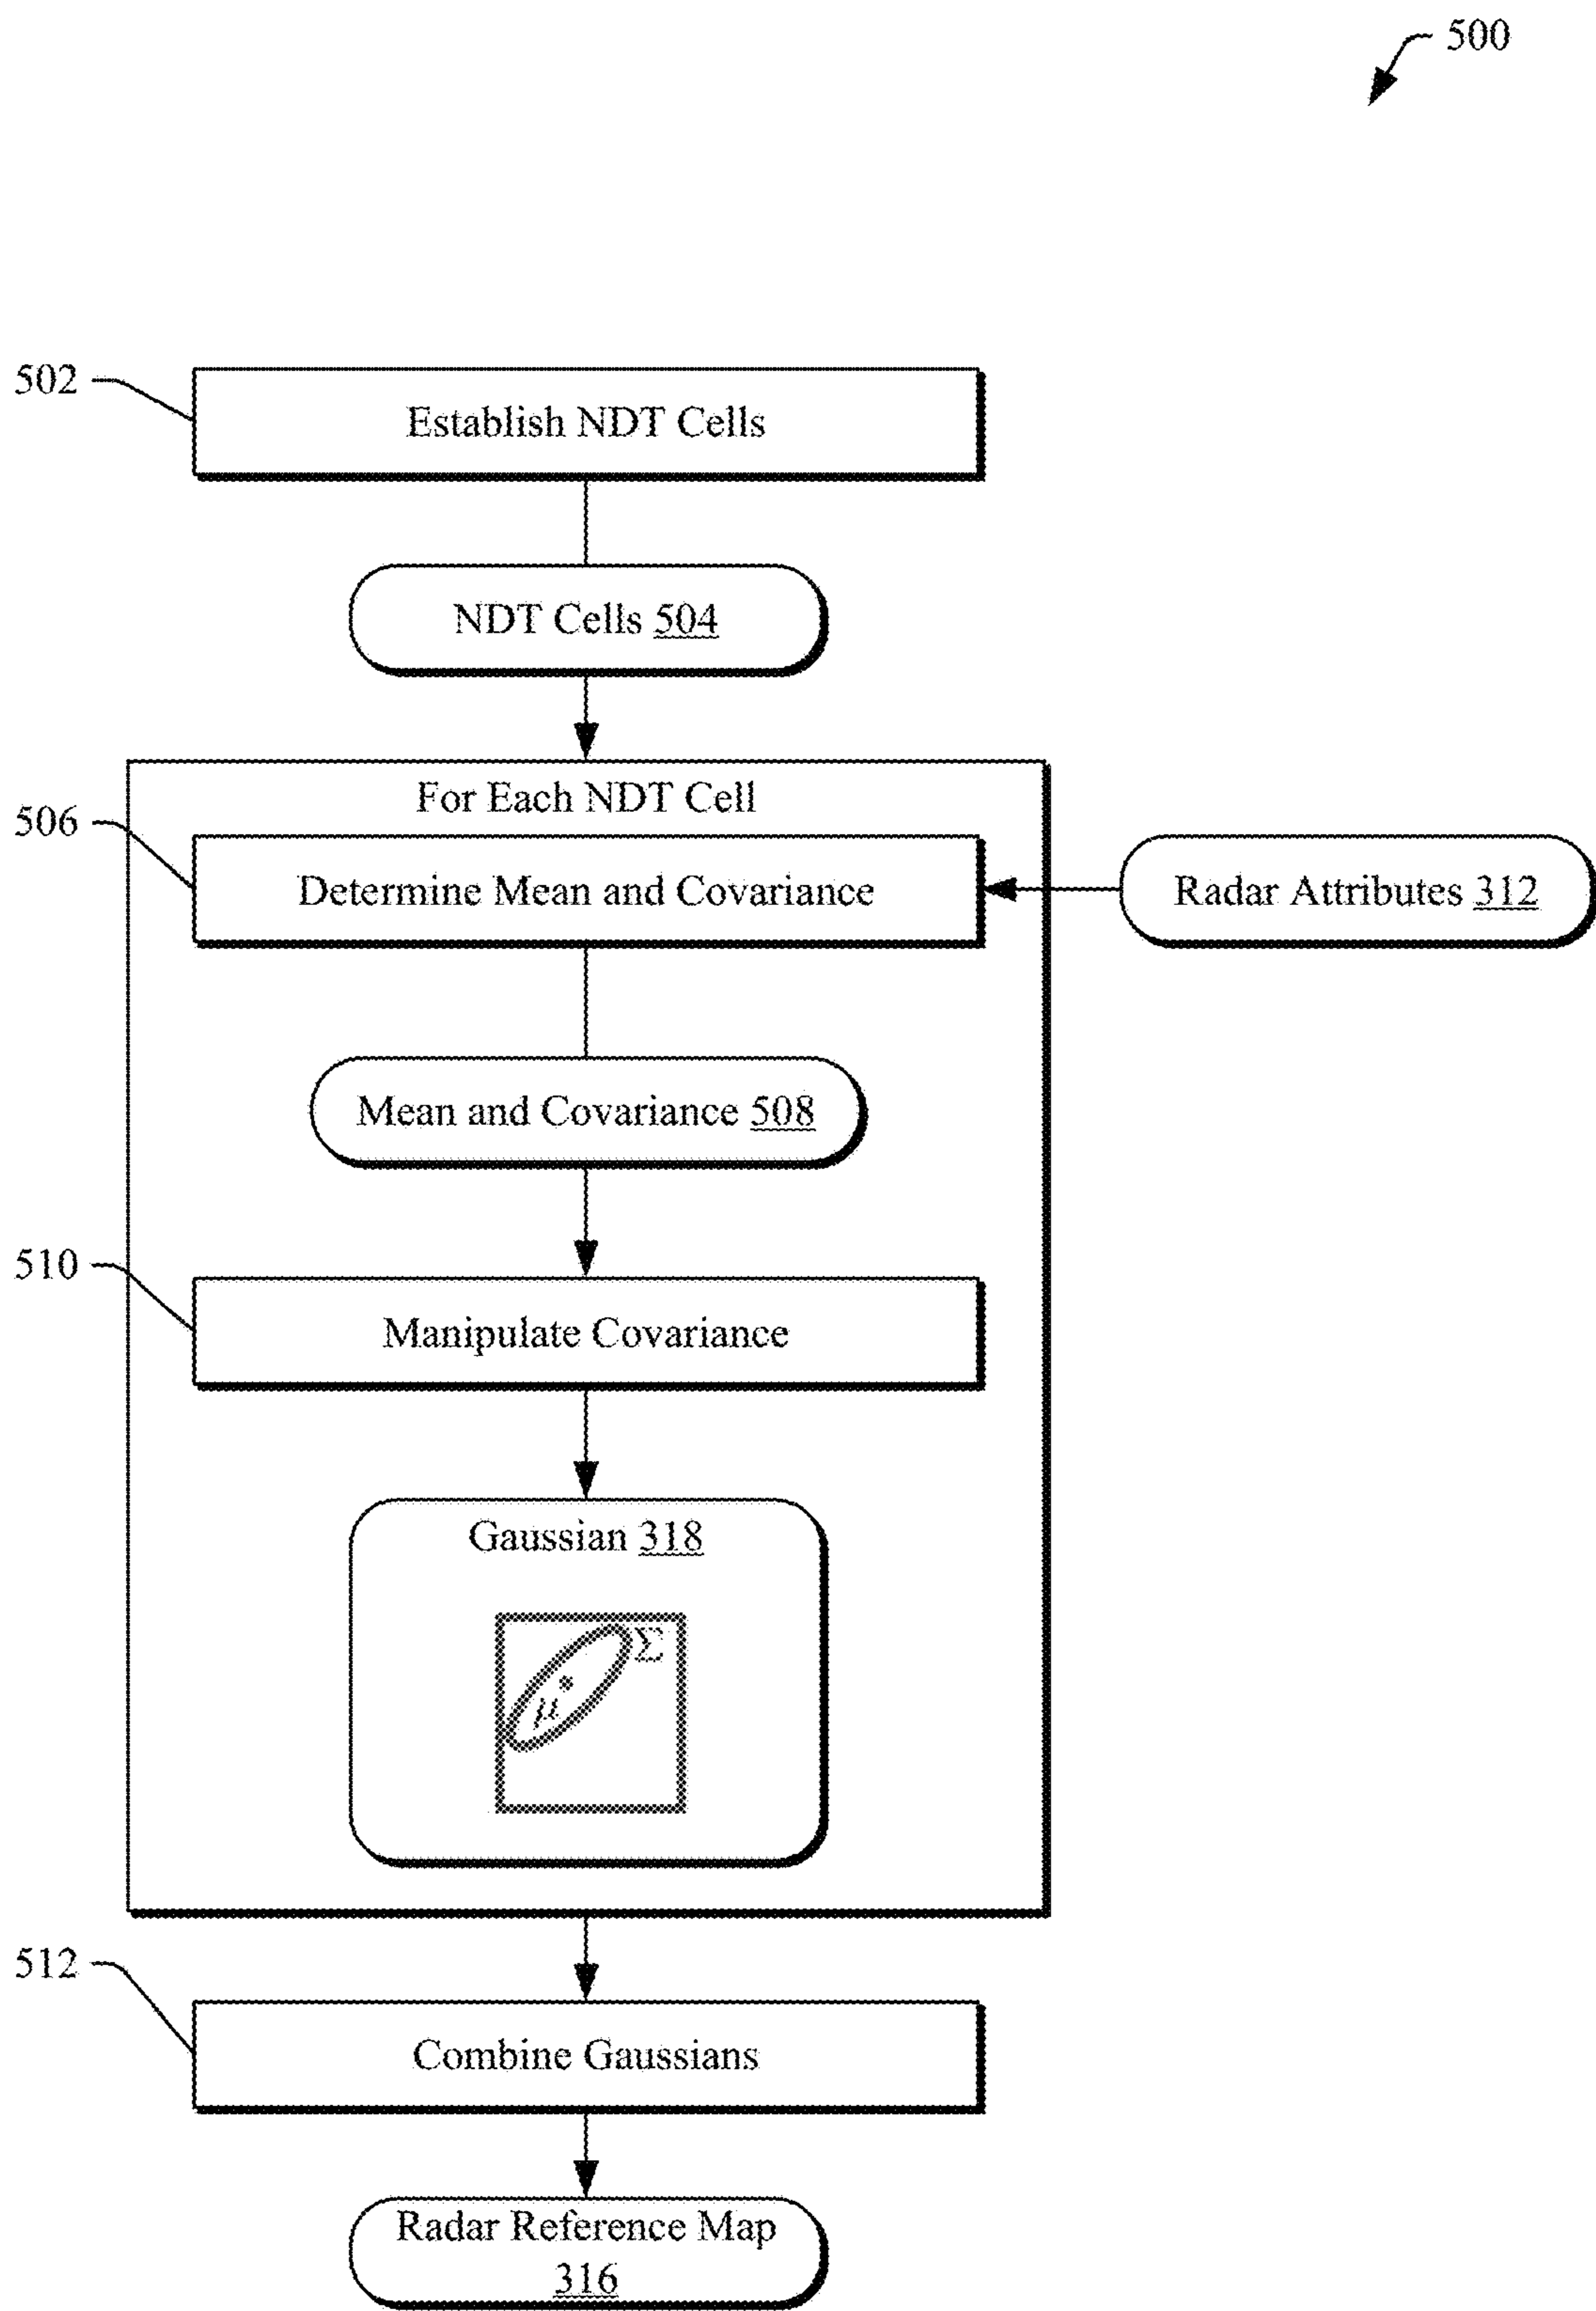 500
502
Establish NDT Cells
NDT Cells 504
For Each NDT Cell
506
Determine Mean and Covariance
Radar Attributes 312
Mean and Covariance 508
510
Manipulate Covariance
Gaussian 318
Σ
μ
512
Combine Gaussians
Radar Reference Map
316